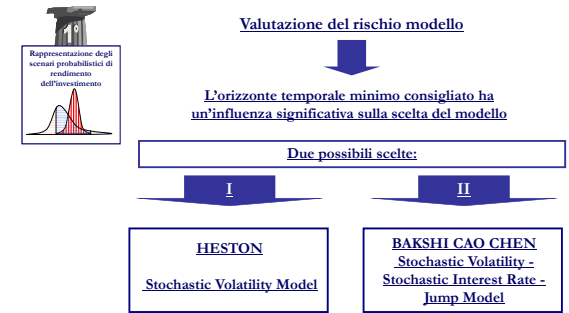 1°
Rappresentazione degli
scenari probabilistici di
rendimento
dell'investimento
Valutazione del rischio modello
L'orizzonte temporale minimo consigliato ha
un'influenza significativa sulla scelta del modello
Due possibili scelte:
I
II
HESTON
Stochastic Volatility Model
BAKSHI CAO CHEN
Stochastic Volatility -
Stochastic Interest Rate -
Jump Model